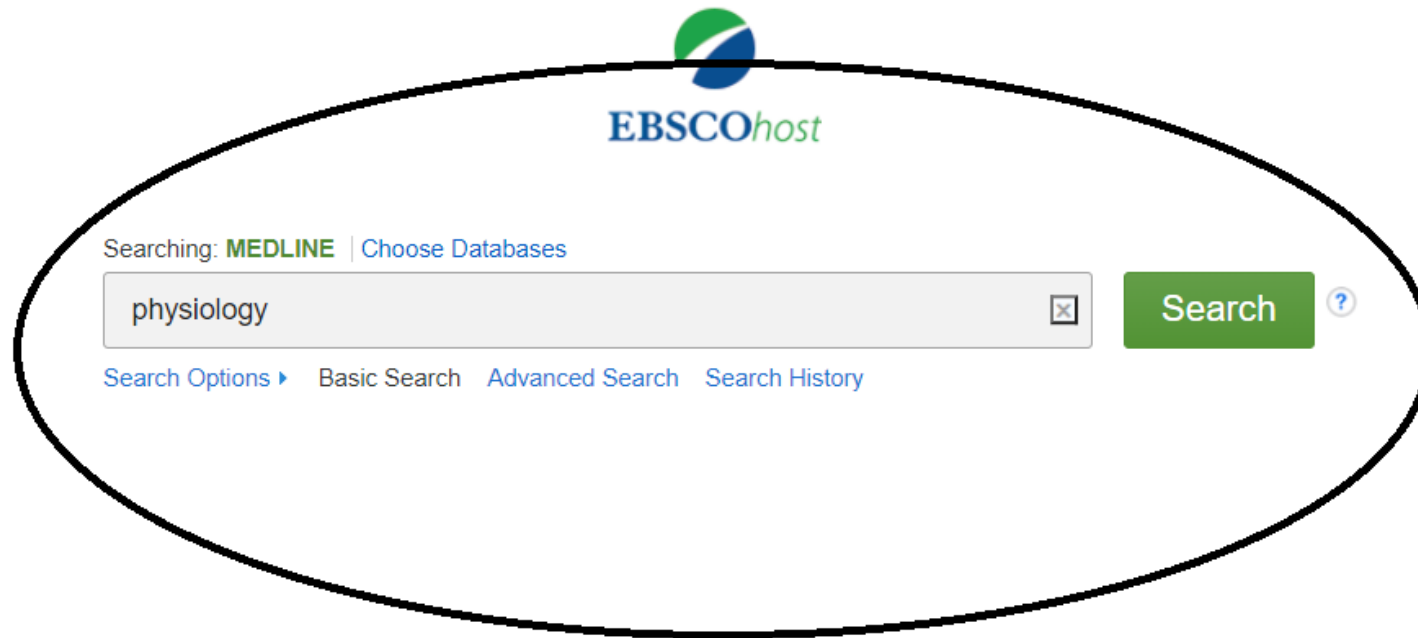 EBSCOhost
Searching: MEDLINE | Choose Databases
physiology
Search ?
Search Options Basic Search Advanced Search Search History